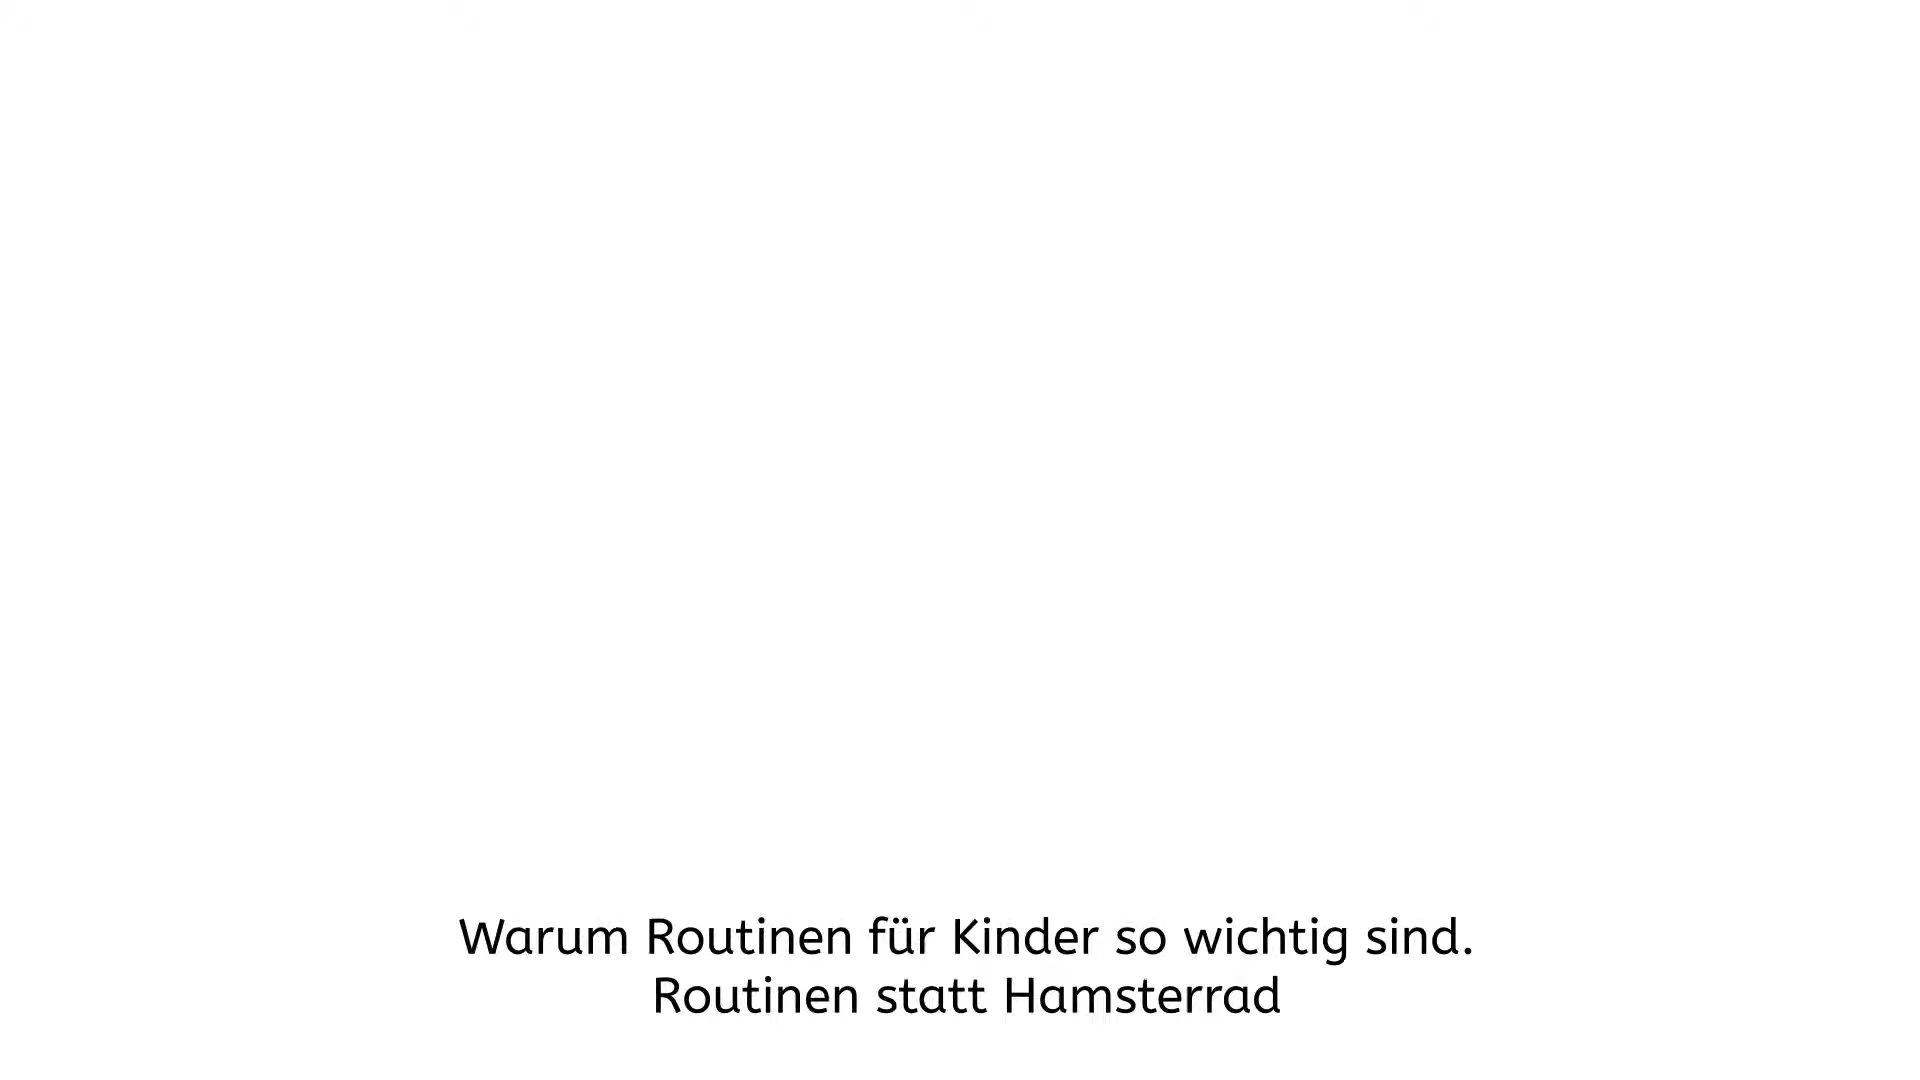 Warum Routinen für Kinder so wichtig sind.
Routinen statt Hamsterrad